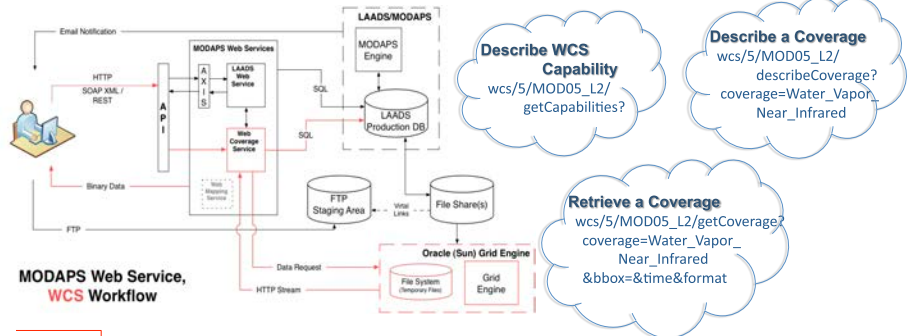 LAADS/MODAPS
Email Notification
MODAPS
Engine
MODAPS Web Services
HTTP
SOAP XML /
REST
API
AXIS
LAADS
Web
Service
SQL
LAADS
Production DB
Web
Coverage
Service
SQL
Binary Data
Web
Mapping
Service
FTP
Staging Area
Virtal
Links
File Share(s)
FTP
Oracle (Sun) Grid Engine
Data Request
File System
(Temporary Files)
Grid
Engine
HTTP Stream
MODAPS Web Service,
WCS Workflow
Describe WCS
Capability
wcs/5/MOD05_L2/
getCapabilities?
Describe a Coverage
wcs/5/MOD05_L2/
describeCoverage?
coverage=Water_Vapor_
Near_Infrared
Retrieve a Coverage
wcs/5/MOD05_L2/getCoverage?
coverage=Water_Vapor_
Near_Infrared
&bbox=&time&format